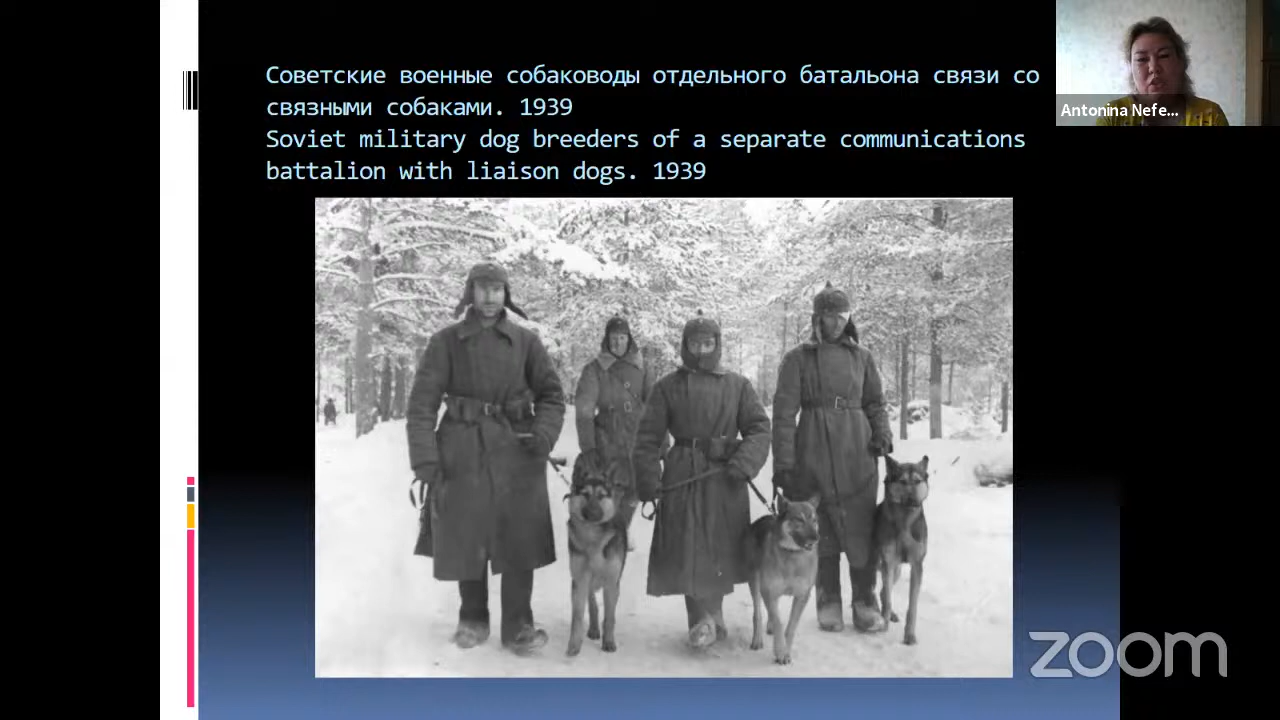 Советские военные собаководы отдельного батальона связи со
связными собаками. 1939
Soviet military dog breeders of a separate communications
battalion with liaison dogs. 1939
Antonina Nefe...
zoom